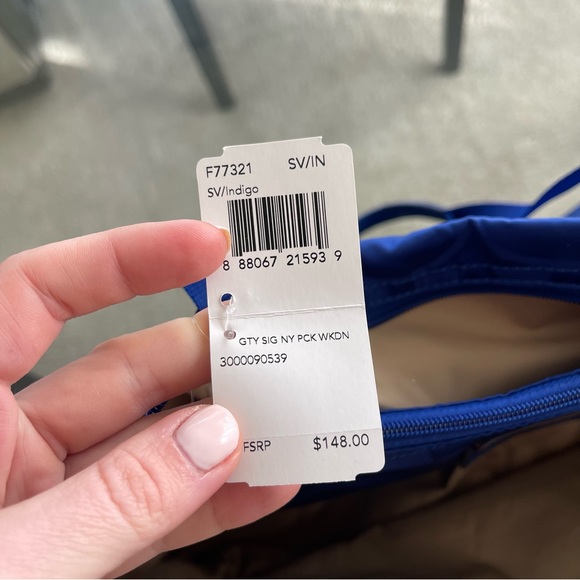 F77321 SV/IN
SV/Indigo
8 88067 21593 9
GTY SIG NY PCK WKDN
3000090539
FSRP $148.00